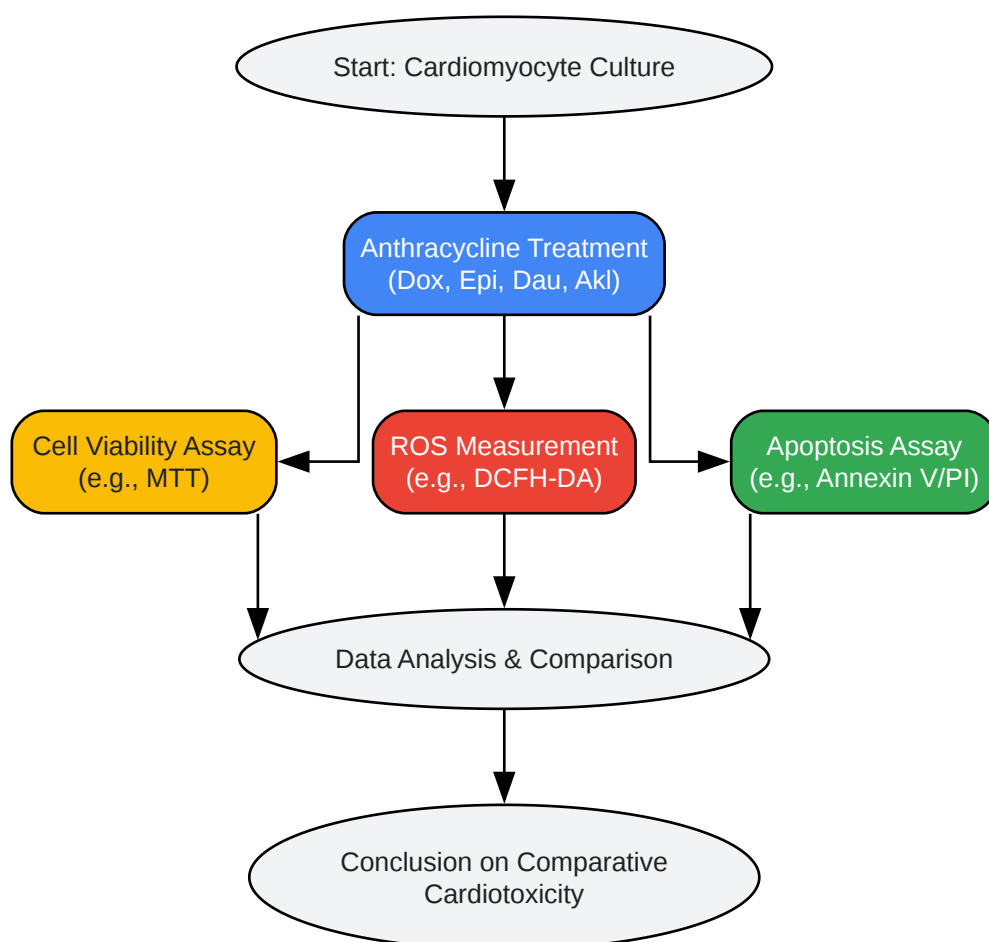 Start: Cardiomyocyte Culture
Anthracycline Treatment
(Dox, Epi, Dau, Akl)
Cell Viability Assay
(e.g., MTT)
ROS Measurement
(e.g., DCFH-DA)
Apoptosis Assay
(e.g., Annexin V/PI)
Data Analysis & Comparison
Conclusion on Comparative
Cardiotoxicity